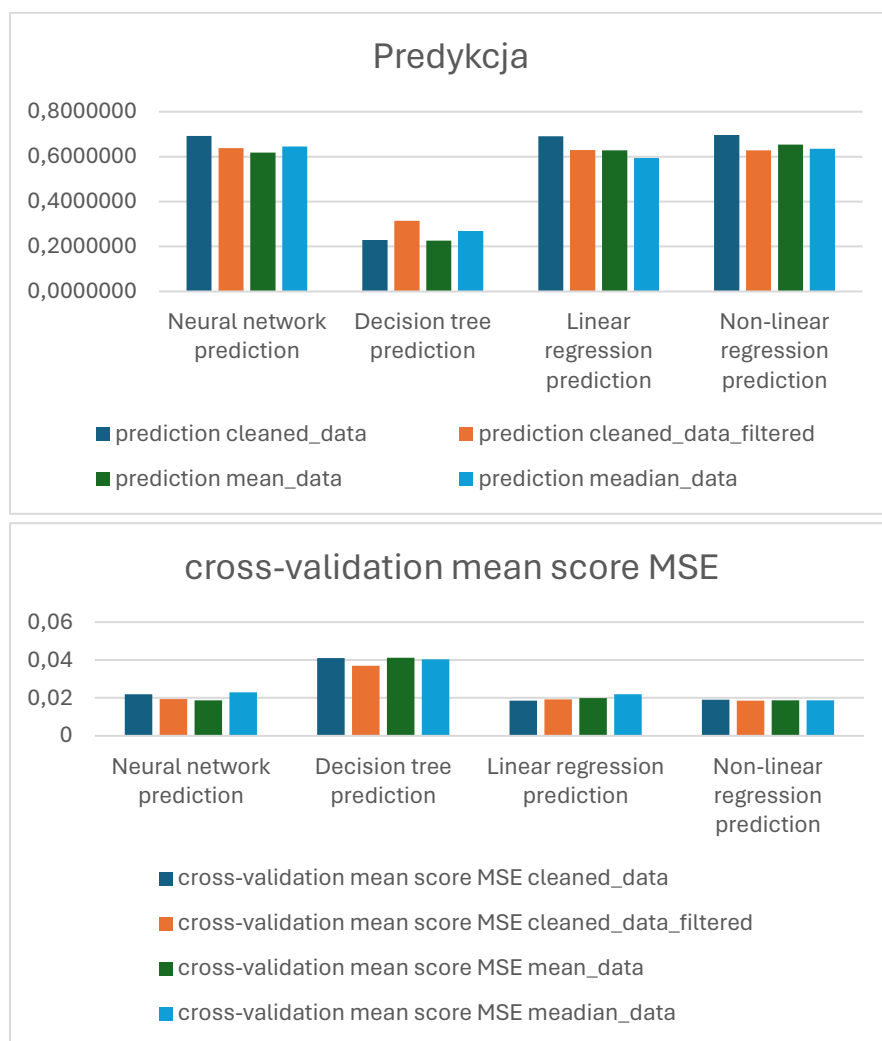 Predykcja
0,8000000
0,6000000
0,4000000
0,2000000
0,0000000
Neural network
prediction
Decision tree
prediction
Linear
regression
prediction
Non-linear
regression
prediction
prediction cleaned_data
prediction cleaned_data_filtered
prediction mean_data
prediction meadian_data
cross-validation mean score MSE
0,06
0,04
0,02
0
Neural network
prediction
Decision tree
prediction
Linear regression
prediction
Non-linear
regression
prediction
cross-validation mean score MSE cleaned_data
cross-validation mean score MSE cleaned_data_filtered
cross-validation mean score MSE mean_data
cross-validation mean score MSE meadian_data